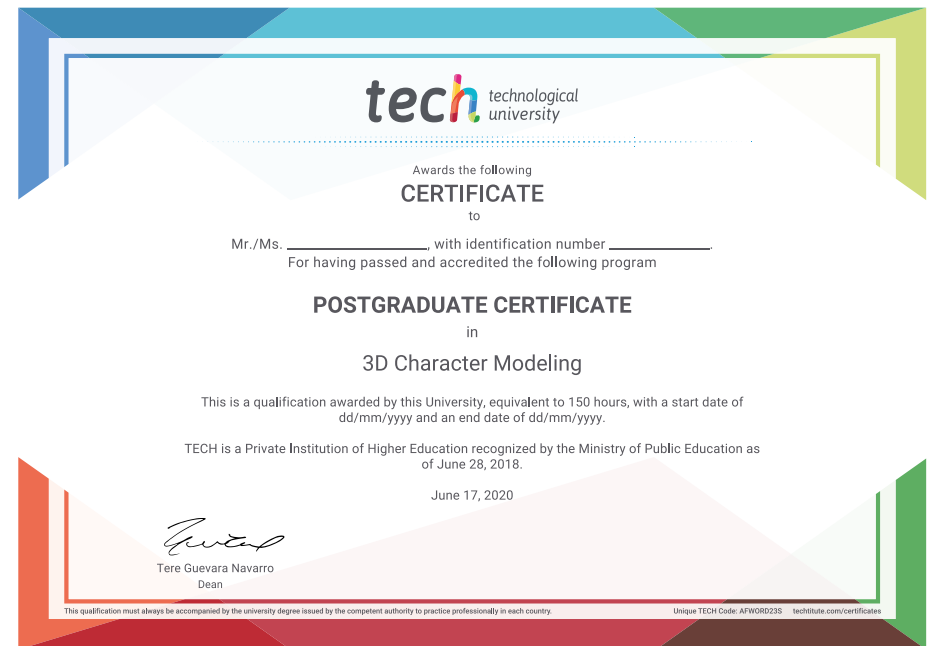 tech technological
university
Awards the following
CERTIFICATE
to
Mr./Ms. ____________________, with identification number ______________.
For having passed and accredited the following program
POSTGRADUATE CERTIFICATE
in
3D Character Modeling
This is a qualification awarded by this University, equivalent to 150 hours, with a start date of
dd/mm/yyyy and an end date of dd/mm/yyyy.
TECH is a Private Institution of Higher Education recognized by the Ministry of Public Education as
of June 28, 2018.
June 17, 2020
Tere Guevara Navarro
Dean
This qualification must always be accompanied by the university degree issued by the competent authority to practice professionally in each country. Unique TECH Code: AFWORD23S techtitute.com/certificates